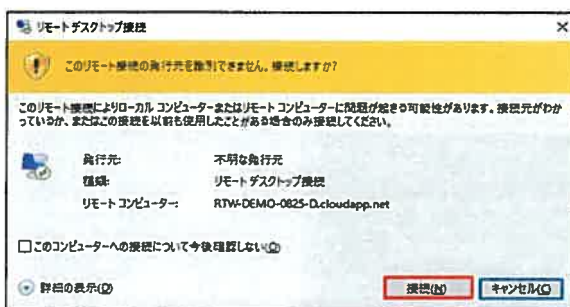 リモート デスクトップ接続
このリモート接続の発行元を識別できません。接続しますか?
このリモート接続によりローカル コンピューターまたはリモート コンピューターに問題が起きる可能性があります。接続元がわか
っているか、またはこの接続を以前も使用したことがある場合のみ接続してください。
発行元: 不明な発行元
種類: リモート デスクトップ接続
リモート コンピューター: RTW-DEMO-0825-D.cloudapp.net
このコンピューターへの接続について今後確認しない(O)
詳細の表示(D) 接続(N) キャンセル(C)